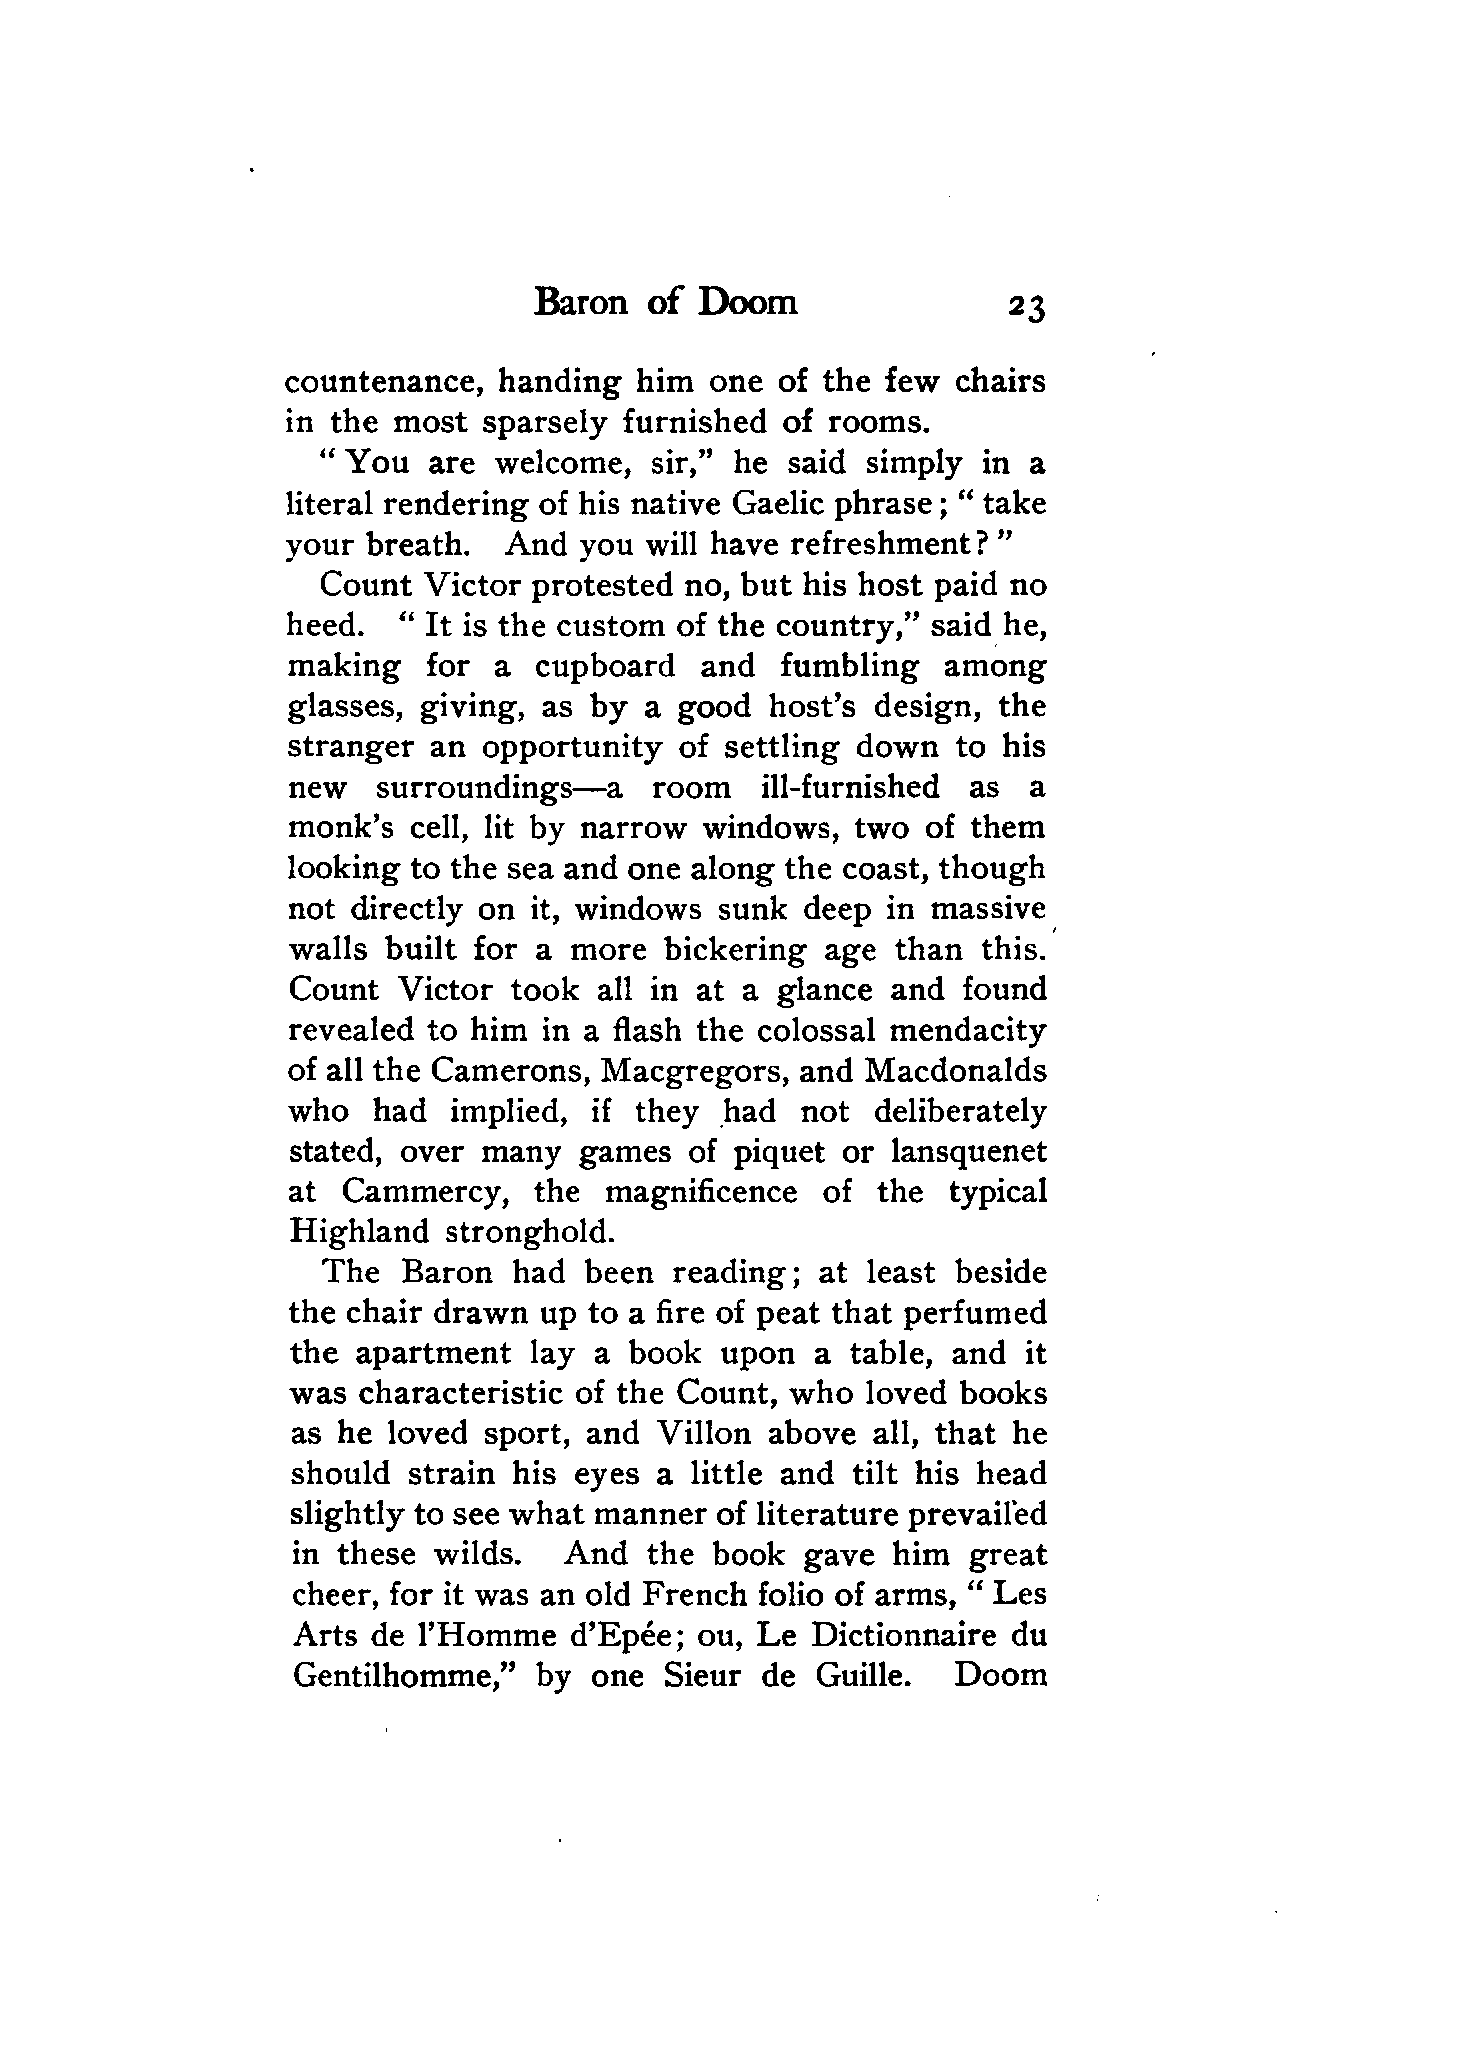 Baron of Doom 23
countenance, handing him one of the few chairs
in the most sparsely furnished of rooms.
“ You are welcome, sir,” he said simply in a
literal rendering of his native Gaelic phrase ; “ take
your breath. And you will have refreshment? ”
Count Victor protested no, but his host paid no
heed. “ It is the custom of the country,” said he,
making for a cupboard and fumbling among
glasses, giving, as by a good host’s design, the
stranger an opportunity of settling down to his
new surroundings—a room ill-furnished as a
monk’s cell, lit by narrow windows, two of them
looking to the sea and one along the coast, though
not directly on it, windows sunk deep in massive
walls built for a more bickering age than this.
Count Victor took all in at a glance and found
revealed to him in a flash the colossal mendacity
of all the Camerons, Macgregors, and Macdonalds
who had implied, if they had not deliberately
stated, over many games of piquet or lansquenet
at Cammercy, the magnificence of the typical
Highland stronghold.
The Baron had been reading; at least beside
the chair drawn up to a fire of peat that perfumed
the apartment lay a book upon a table, and it
was characteristic of the Count, who loved books
as he loved sport, and Villon above all, that he
should strain his eyes a little and tilt his head
slightly to see what manner of literature prevailed
in these wilds. And the book gave him great
cheer, for it was an old French folio of arms, “ Les
Arts de l’Homme d’Epée; ou, Le Dictionnaire du
Gentilhomme,” by one Sieur de Guille. Doom